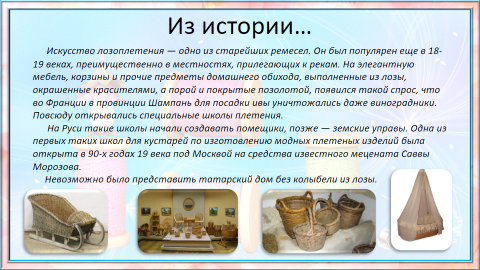 Из истории...
Искусство лозоплетения — одно из старейших ремесел. Он был популярен еще в 18-
19 веках, преимущественно в местностях, прилегающих к рекам. На элегантную
мебель, корзины и прочие предметы домашнего обихода, выполненные из лозы,
окрашенные красителями, а порой и покрытые позолотой, появился такой спрос, что
во Франции в провинции Шампань для посадки ивы уничтожались даже виноградники.
Повсюду открывались специальные школы плетения.
На Руси такие школы начали создавать помещики, позже — земские управы. Одна из
первых таких школ для кустарей по изготовлению модных плетеных изделий была
открыта в 90-х годах 19 века под Москвой на средства известного мецената Саввы
Морозова.
Невозможно было представить татарский дом без колыбели из лозы.